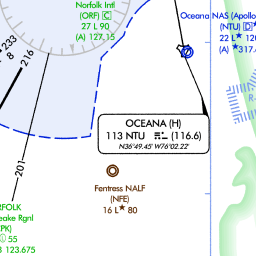 Norfolk Intl
(ORF) C
27 L 90
(A) 127.15
Oceana NAS (Apollo
(NTU) D
22 L★ 12
(A)★317.
233
8
216
OCEANA (H)
113 NTU (116.6)
N36°49.45' W76°02.22'
201
Fentress NALF
(NFE)
16 L★ 80
RFOLK
eake Rgnl
PK)
55
123.675